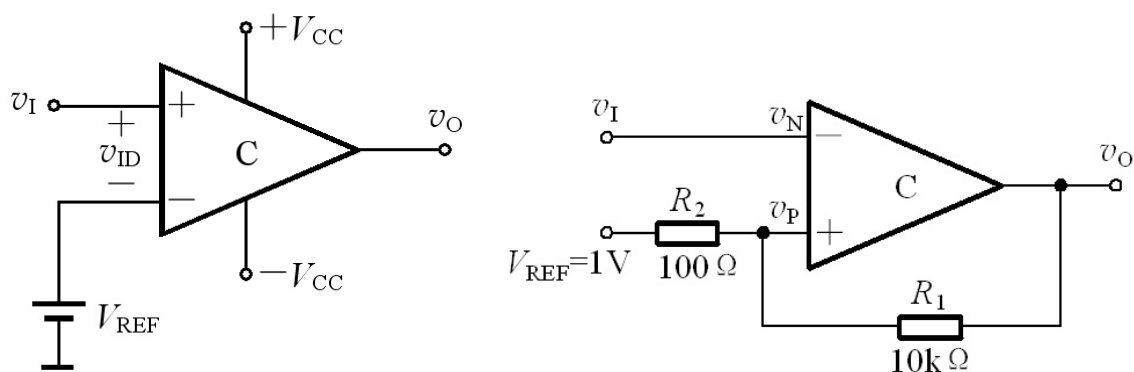 +V_CC
v_I
+
+
v_ID
C
v_O
−
−
−V_CC
V_REF
v_I
v_N
−
C
v_O
R_2
v_P
+
V_REF=1V
100 Ω
R_1
10k Ω